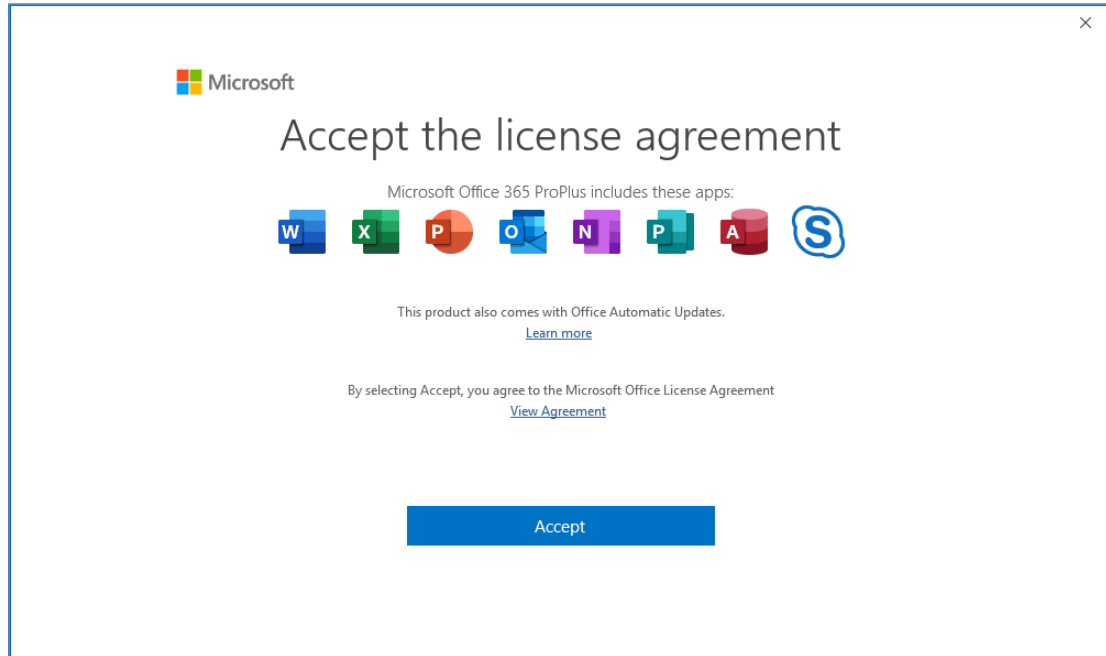 Microsoft
Accept the license agreement
Microsoft Office 365 ProPlus includes these apps:
W X P O N P A S
This product also comes with Office Automatic Updates.
Learn more
By selecting Accept, you agree to the Microsoft Office License Agreement
View Agreement
Accept